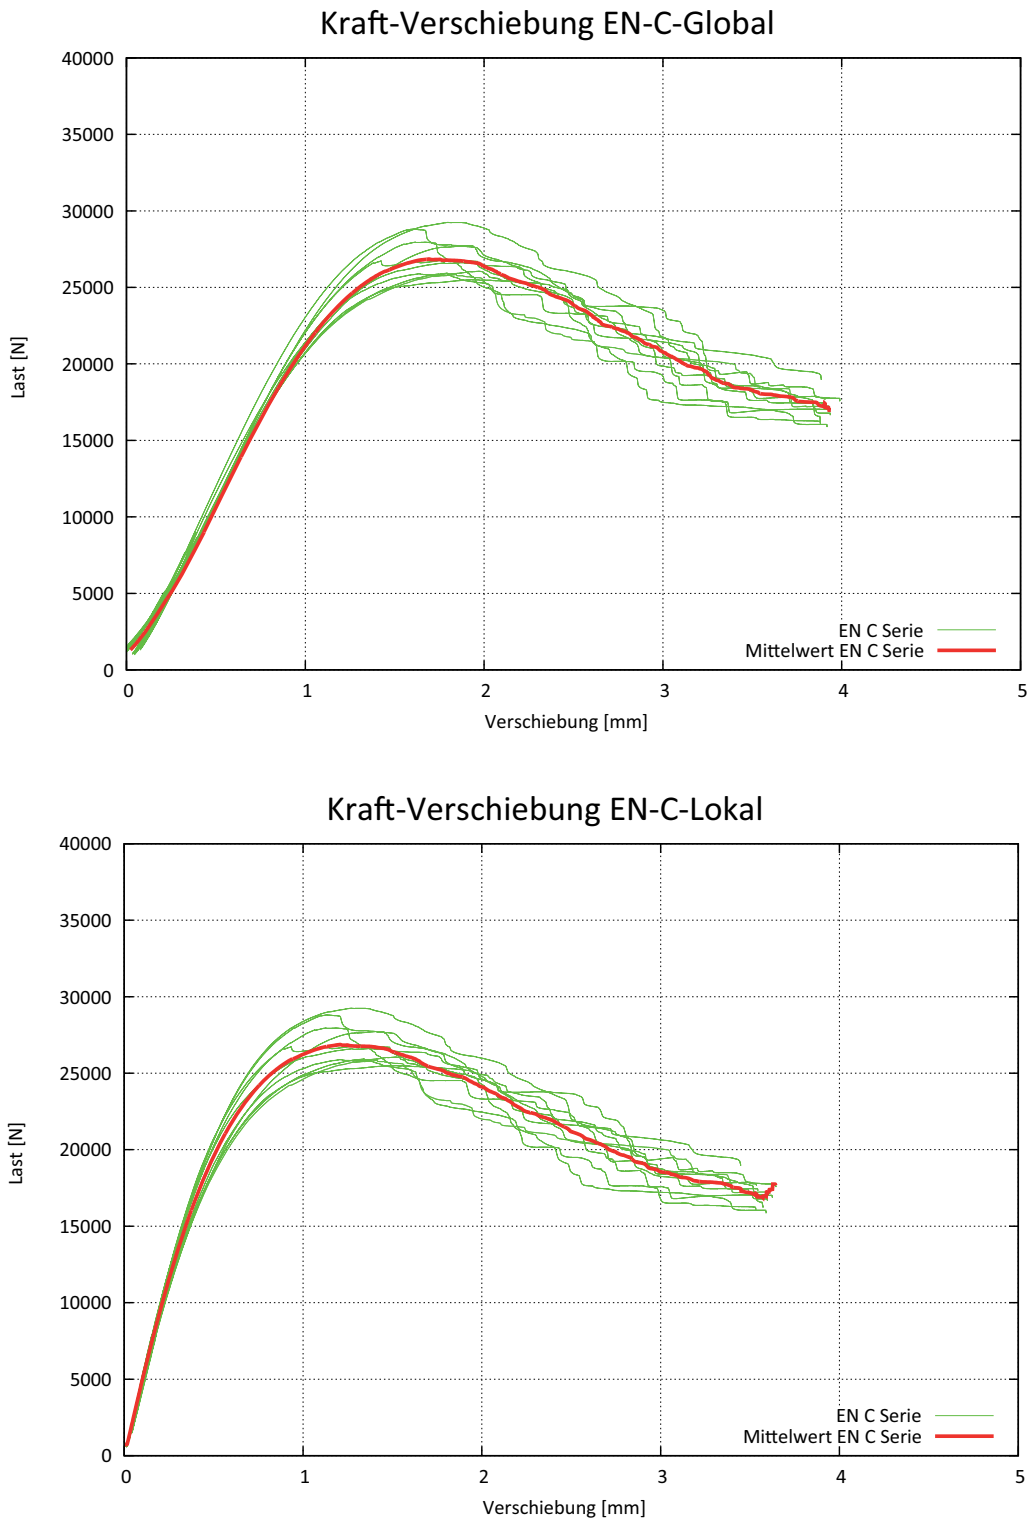 Kraft-Verschiebung EN-C-Global
40000
35000
30000
25000
20000
15000
10000
5000
0
Last [N]
EN C Serie
Mittelwert EN C Serie
0 1 2 3 4 5
Verschiebung [mm]
Kraft-Verschiebung EN-C-Lokal
40000
35000
30000
25000
20000
15000
10000
5000
0
Last [N]
EN C Serie
Mittelwert EN C Serie
0 1 2 3 4 5
Verschiebung [mm]